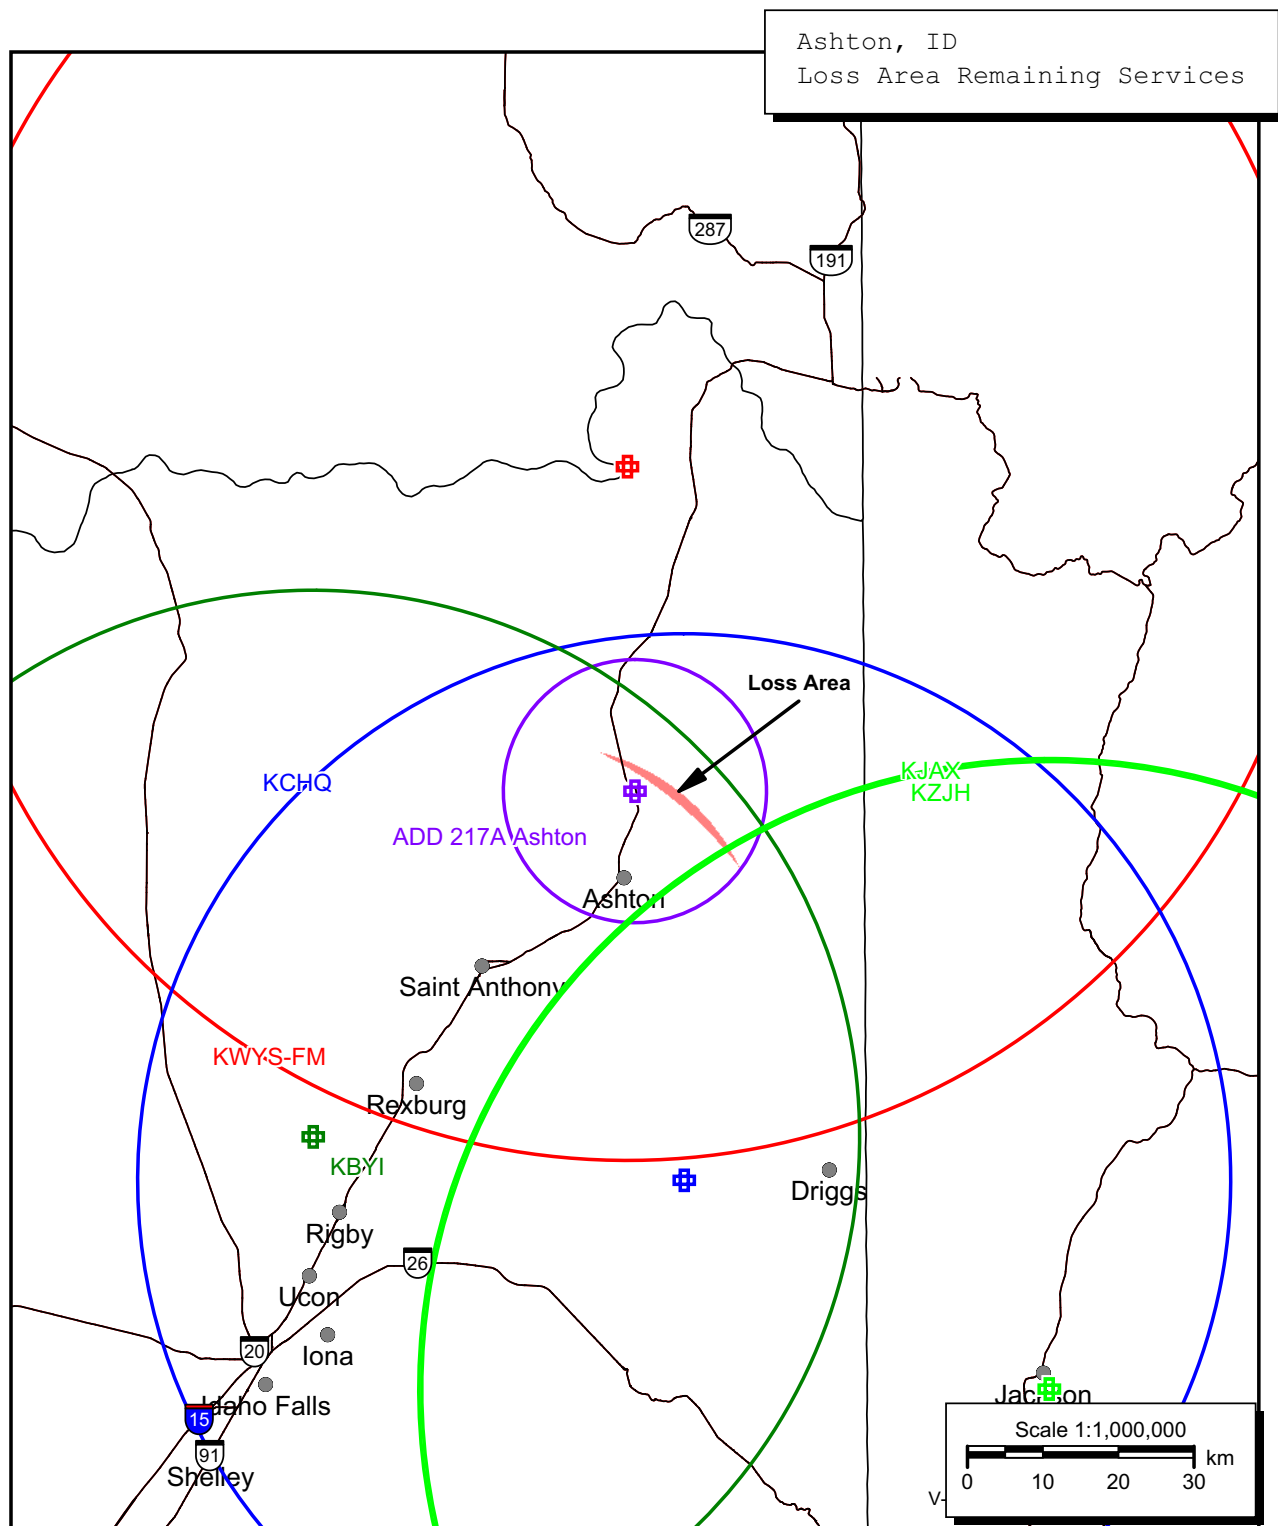 Ashton, ID
Loss Area Remaining Services
287
191
Loss Area
KJAX
KCHQ
KZJH
ADD 217A Ashton
Ashton
Saint Anthony
KWYS-FM
Rexburg
KBYI
Driggs
Rigby
26
Ucon
20
Iona
Jackson
Idaho Falls
15
Scale 1:1,000,000
91
km
Shelley
0 10 20 30
V-